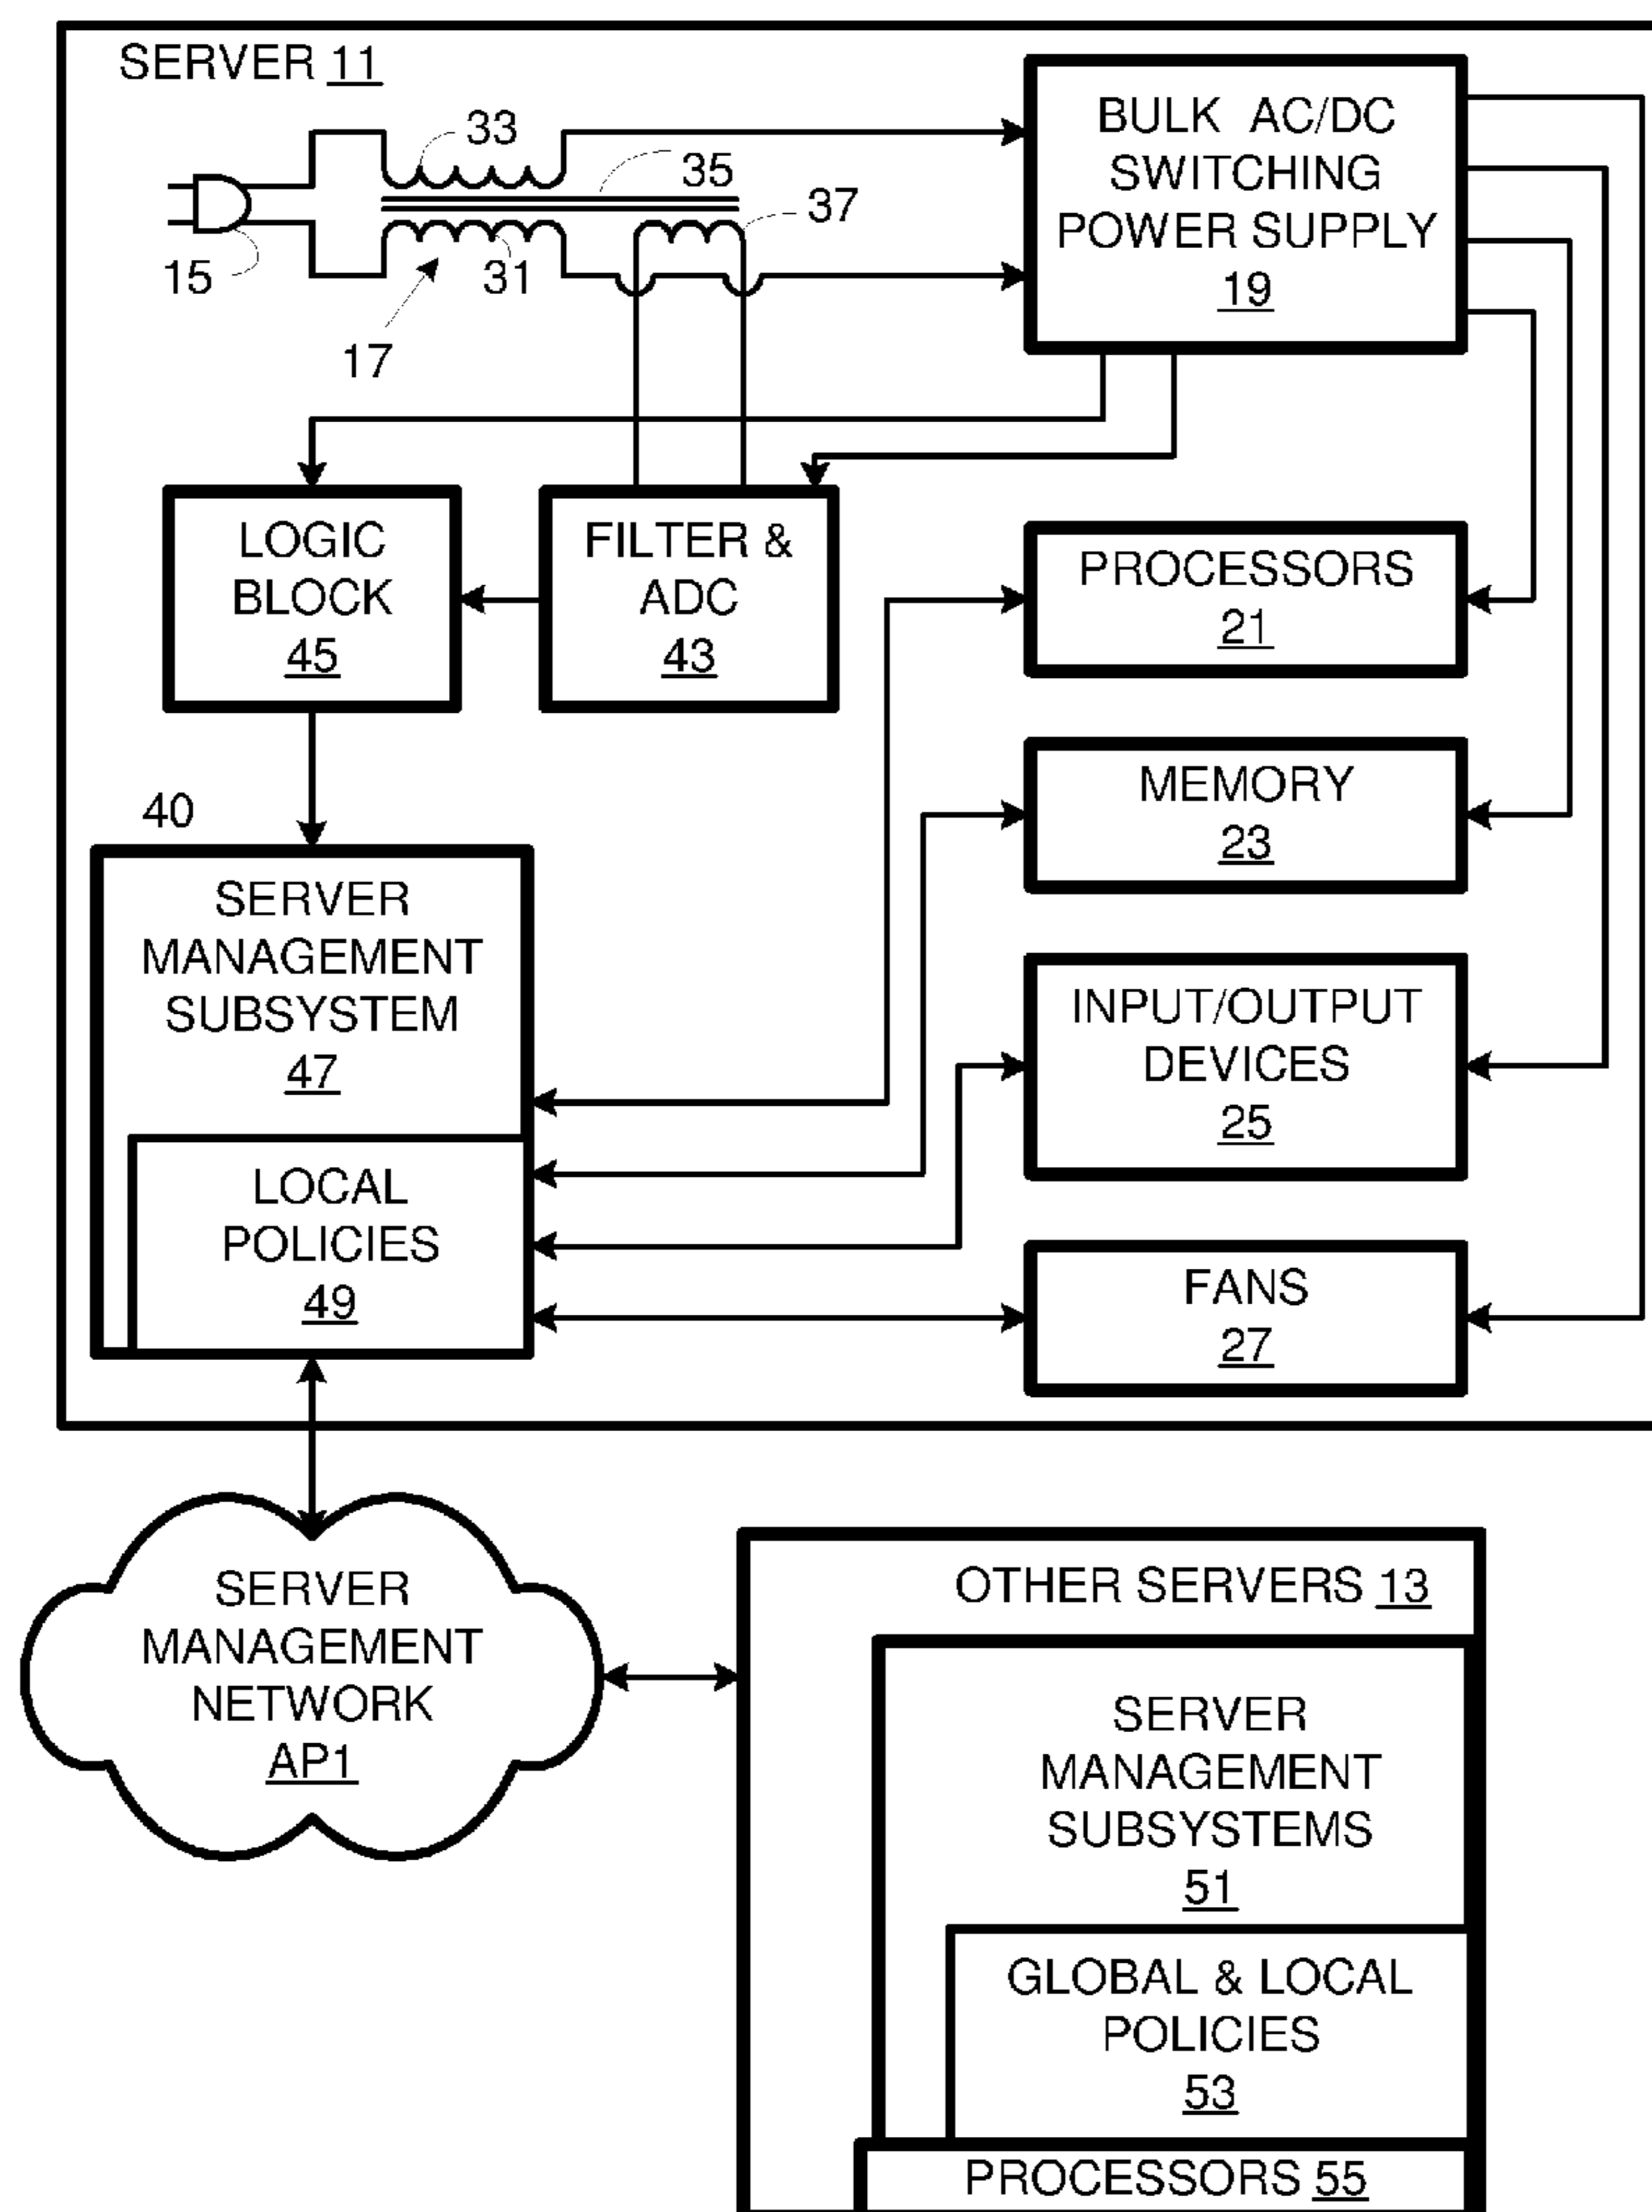 SERVER 11
33
35
37
15
31
17
BULK AC/DC
SWITCHING
POWER SUPPLY
19
LOGIC
BLOCK
45
FILTER &
ADC
43
PROCESSORS
21
MEMORY
23
40
SERVER
MANAGEMENT
SUBSYSTEM
47
INPUT/OUTPUT
DEVICES
25
LOCAL
POLICIES
49
FANS
27
SERVER
MANAGEMENT
NETWORK
AP1
OTHER SERVERS 13
SERVER
MANAGEMENT
SUBSYSTEMS
51
GLOBAL & LOCAL
POLICIES
53
PROCESSORS 55